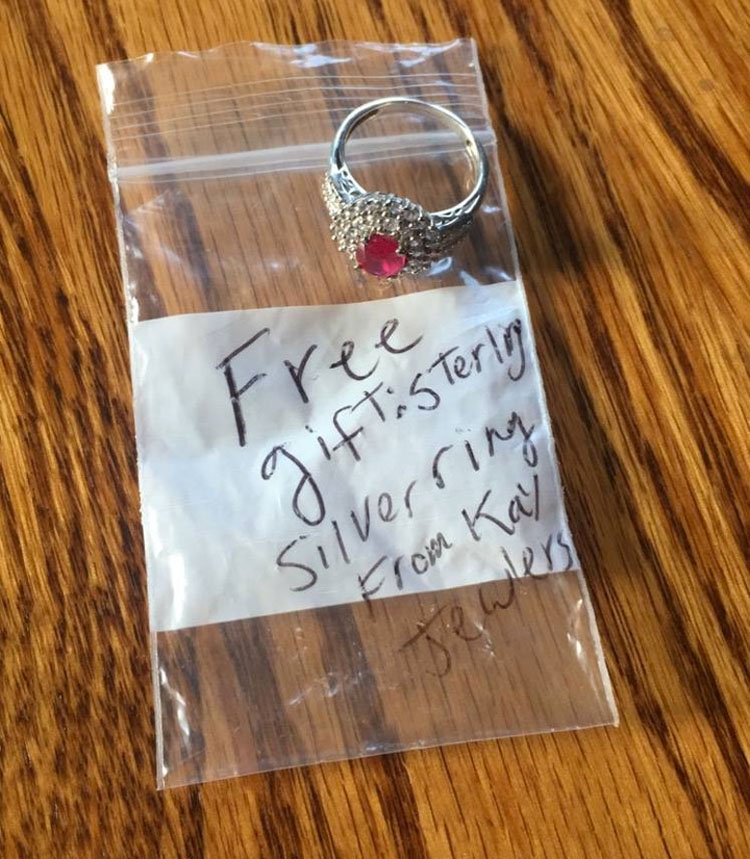 Free
gift: sterling
silver ring
From Kay
Jewlers